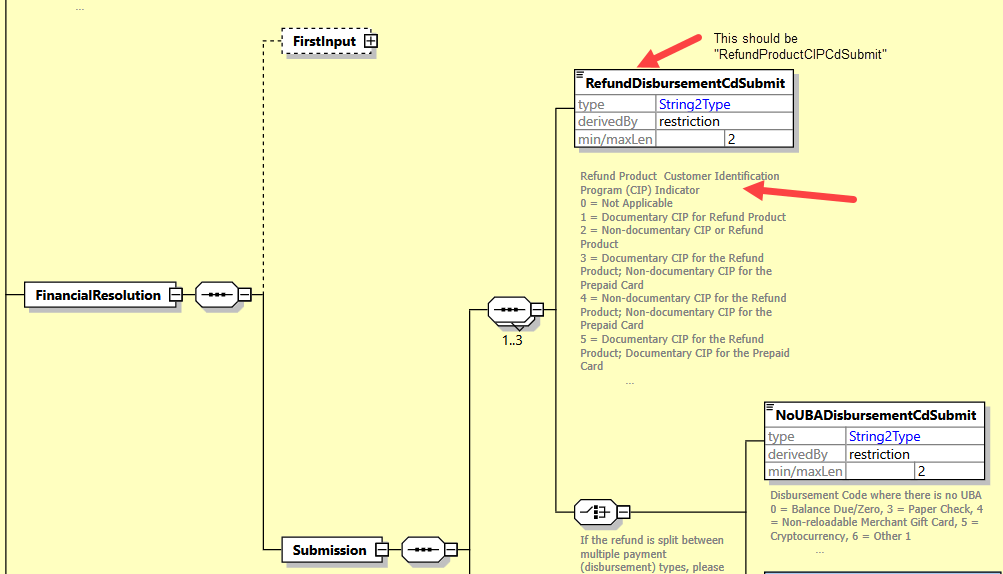 ...
FirstInput
This should be
"RefundProductCIPCdSubmit"
RefundDisbursementCdSubmit
type String2Type
derivedBy restriction
min/maxLen 2
Refund Product Customer Identification
Program (CIP) Indicator
0 = Not Applicable
1 = Documentary CIP for Refund Product
2 = Non-documentary CIP or Refund
Product
3 = Documentary CIP for the Refund
Product; Non-documentary CIP for the
Prepaid Card
4 = Non-documentary CIP for the Refund
Product; Non-documentary CIP for the
Prepaid Card
5 = Documentary CIP for the Refund
Product; Documentary CIP for the Prepaid
Card
...
FinancialResolution
1..3
NoUBADisbursementCdSubmit
type String2Type
derivedBy restriction
min/maxLen 2
Disbursement Code where there is no UBA
0 = Balance Due/Zero, 3 = Paper Check, 4
= Non-reloadable Merchant Gift Card, 5 =
Cryptocurrency, 6 = Other 1
...
Submission
If the refund is split between
multiple payment
(disbursement) types, please